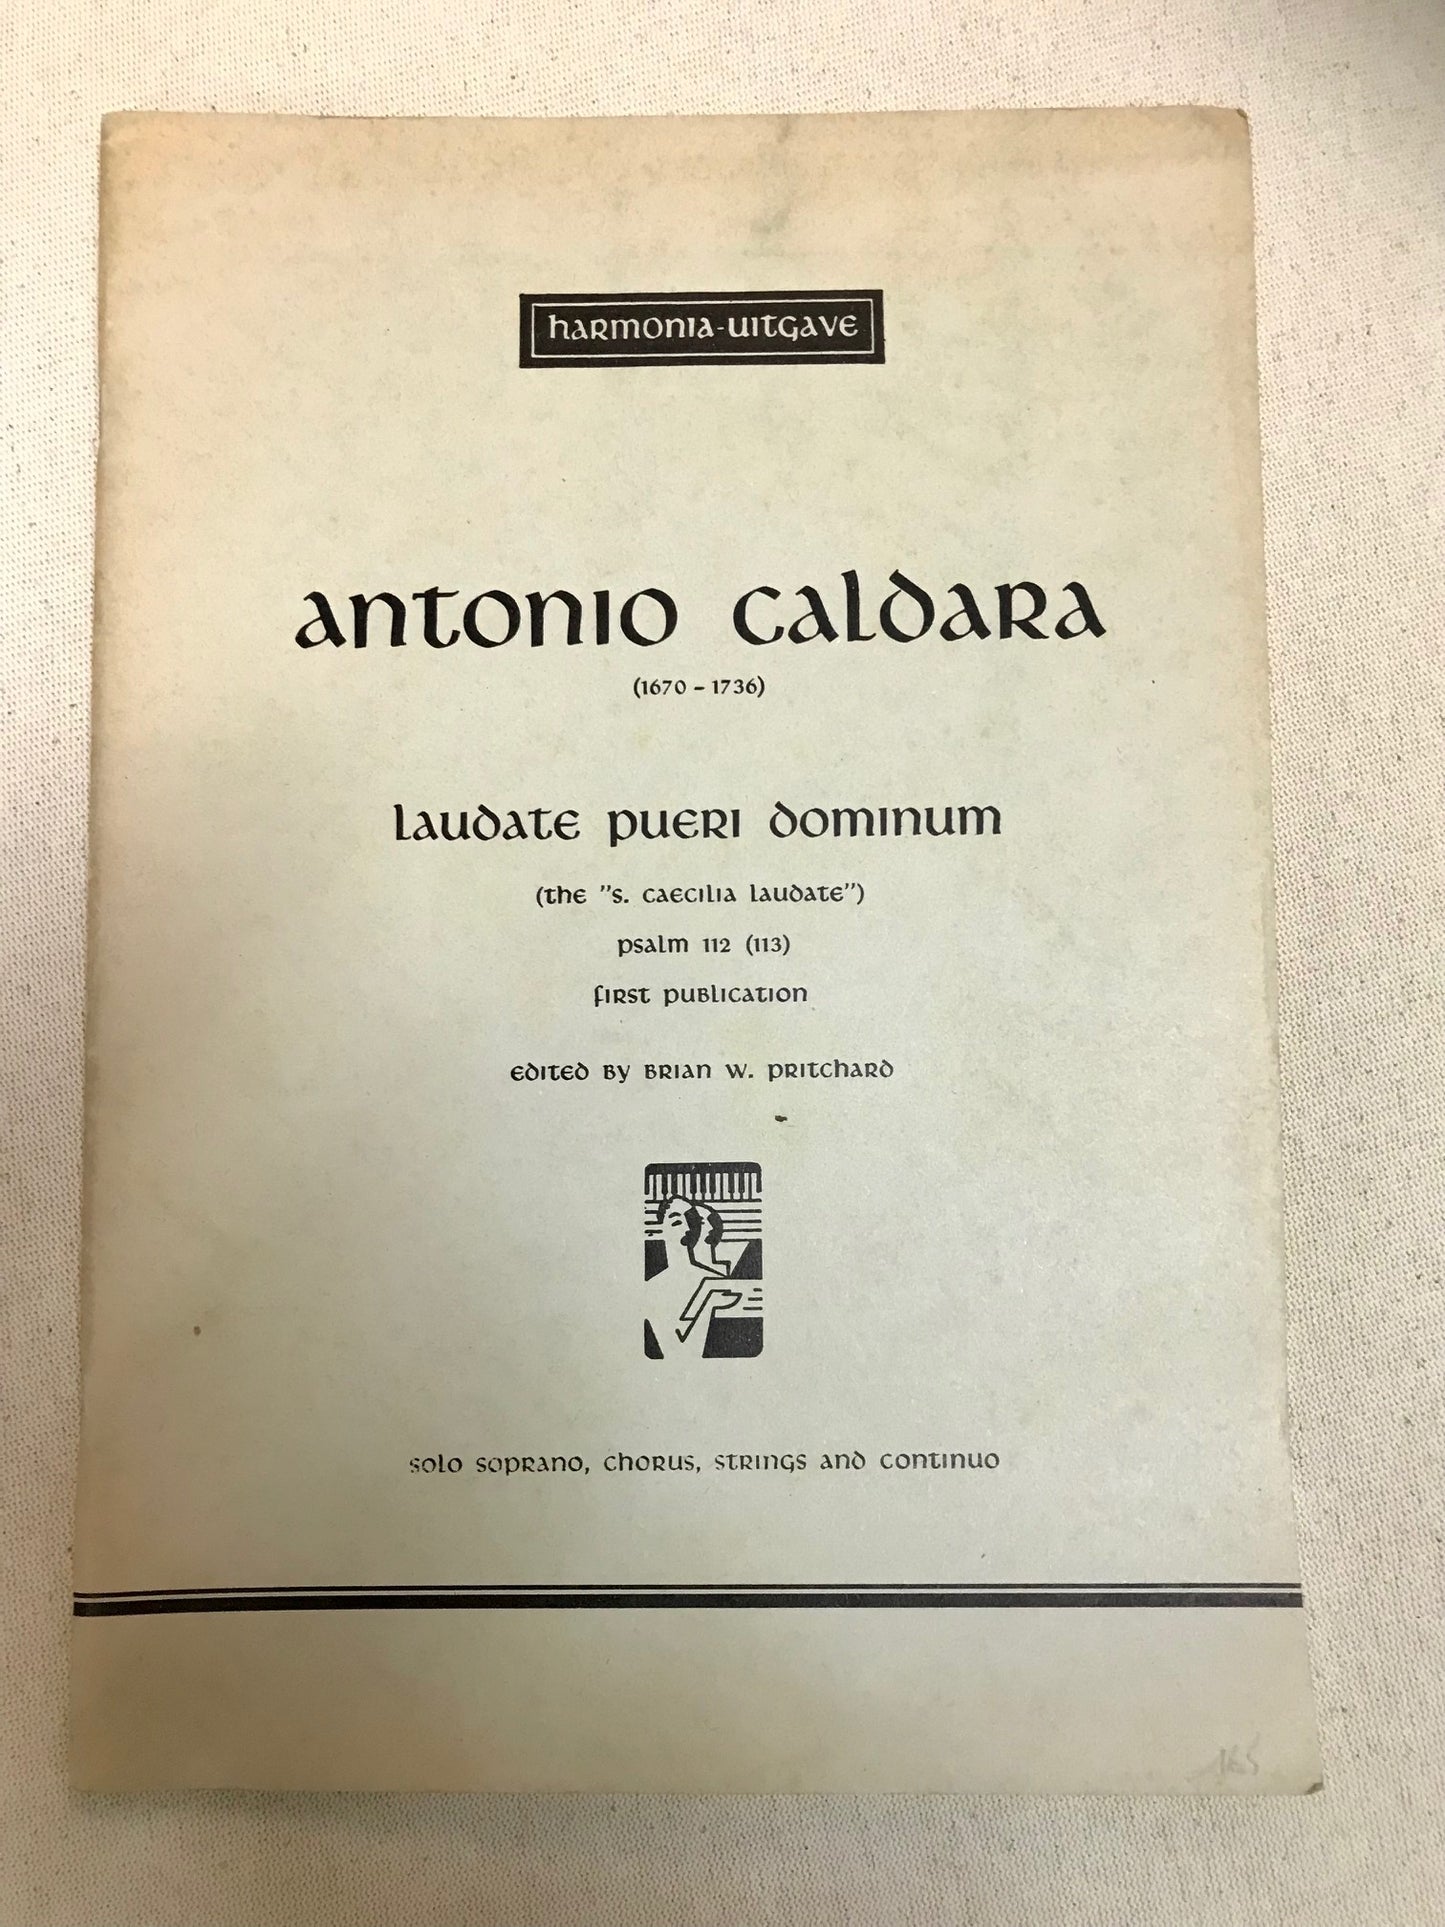 harmonia-uitgave
antonio caldara
(1670 - 1736)
laudate pueri dominum
(the "s. caecilia laudate")
psalm 112 (113)
first publication
edited by brian w. pritchard
solo soprano, chorus, strings and continuo